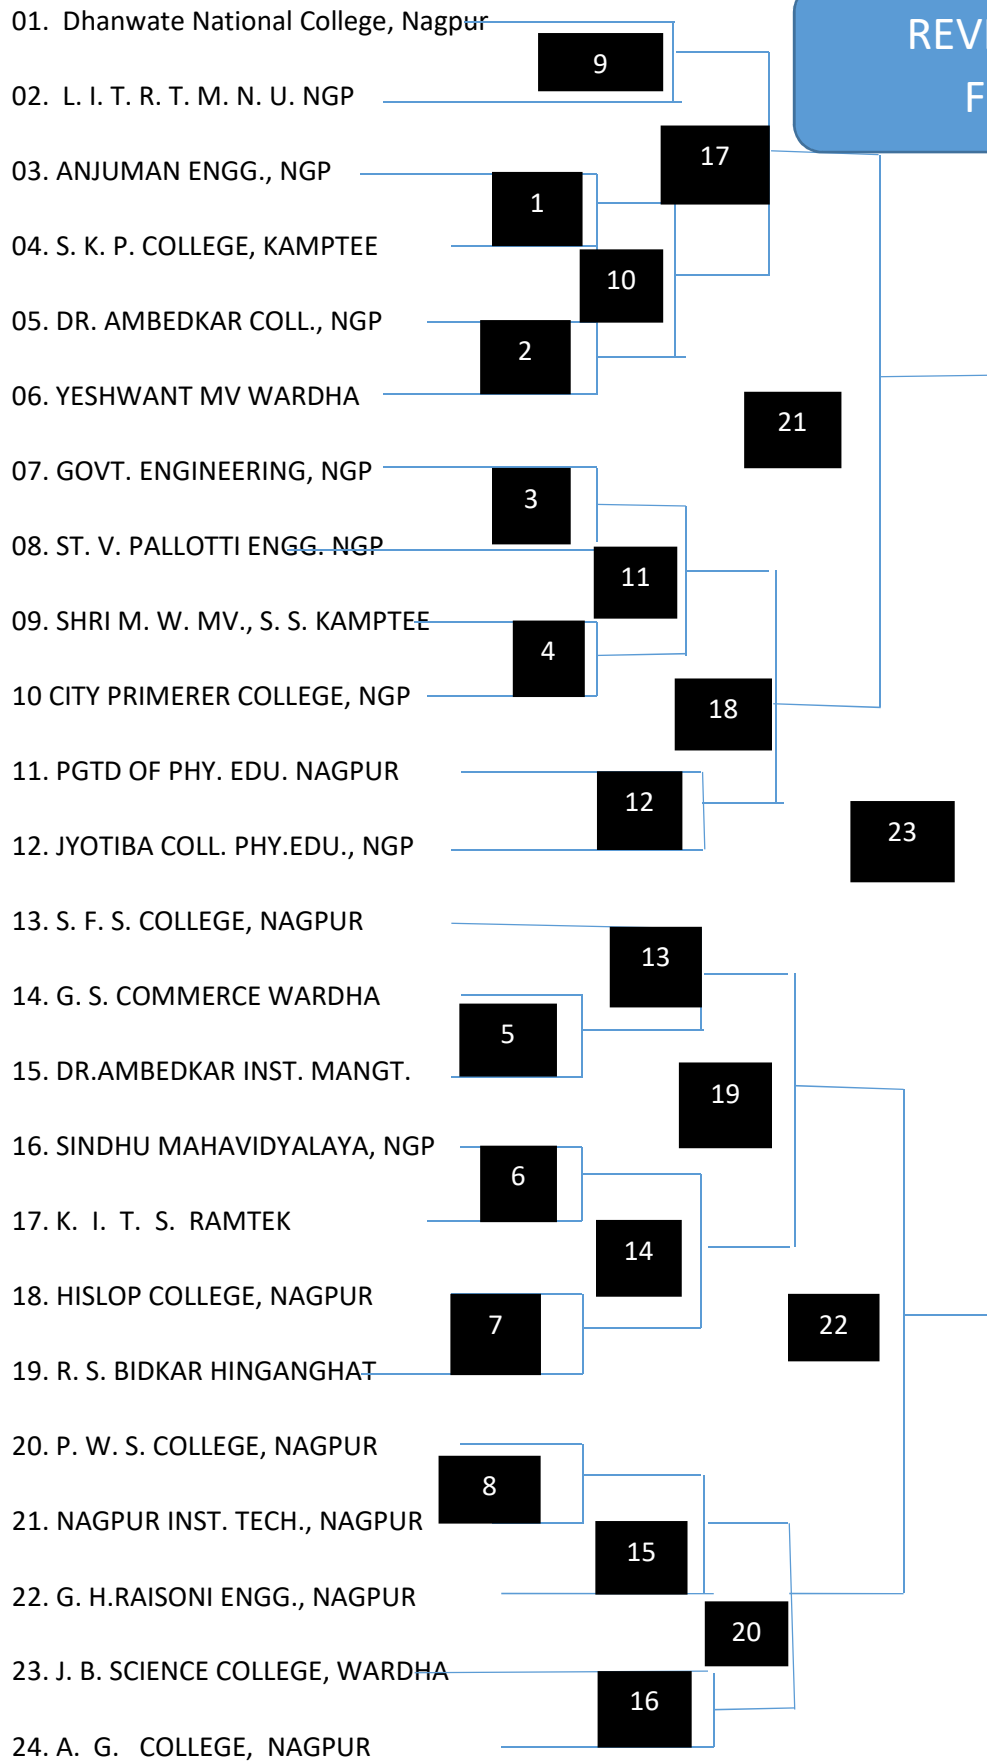 01. Dhanwate National College, Nagpur
REVI
9
F
02. L. I. T. R. T. M. N. U. NGP
17
03. ANJUMAN ENGG., NGP
1
04. S. K. P. COLLEGE, KAMPTEE
10
05. DR. AMBEDKAR COLL., NGP
2
06. YESHWANT MV WARDHA
21
07. GOVT. ENGINEERING, NGP
3
08. ST. V. PALLOTTI ENGG. NGP
11
09. SHRI M. W. MV., S. S. KAMPTEE
4
10 CITY PRIMERER COLLEGE, NGP
18
11. PGTD OF PHY. EDU. NAGPUR
12
23
12. JYOTIBA COLL. PHY.EDU., NGP
13. S. F. S. COLLEGE, NAGPUR
13
14. G. S. COMMERCE WARDHA
5
15. DR.AMBEDKAR INST. MANGT.
19
16. SINDHU MAHAVIDYALAYA, NGP
6
17. K. I. T. S. RAMTEK
14
18. HISLOP COLLEGE, NAGPUR
7
22
19. R. S. BIDKAR HINGANGHAT
20. P. W. S. COLLEGE, NAGPUR
8
21. NAGPUR INST. TECH., NAGPUR
15
22. G. H.RAISONI ENGG., NAGPUR
20
23. J. B. SCIENCE COLLEGE, WARDHA
16
24. A. G. COLLEGE, NAGPUR